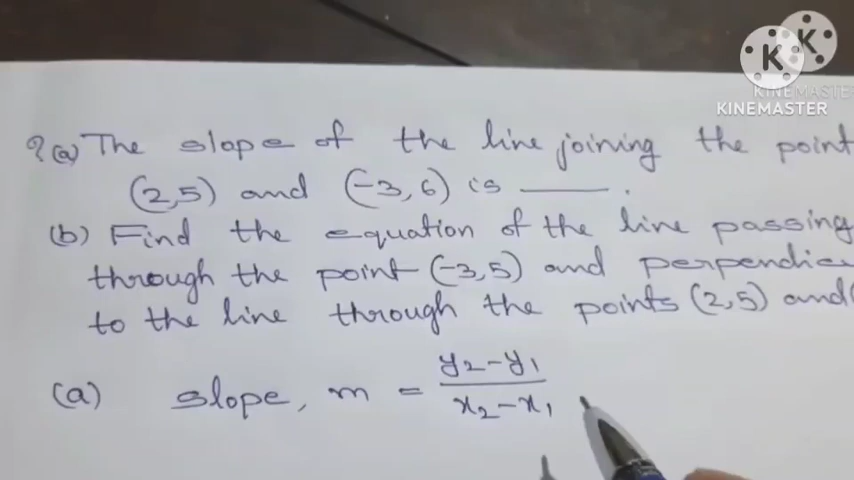 KINEMASTER
KINEMASTER
? (a) The slope of the line joining the point
(2,5) and (-3, 6) is ______.
(b) Find the equation of the line passing
through the point (-3,5) and
to the line through the points (2,5) and
(a) slope, m = y₂-y₁ / x₂-x₁